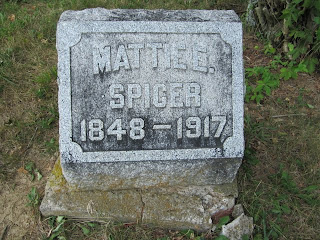 MATTIE G.
SPICER
1848 – 1917